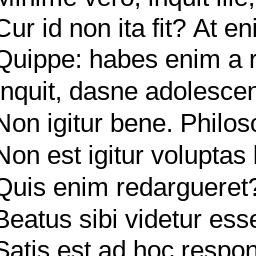 Minime vero, inquit ille,
Cur id non ita fit? At eni
Quippe: habes enim a r
Inquit, dasne adolescen
Non igitur bene. Philoso
Non est igitur voluptas
Quis enim redargueret?
Beatus sibi videtur esse
Satis est ad hoc respon